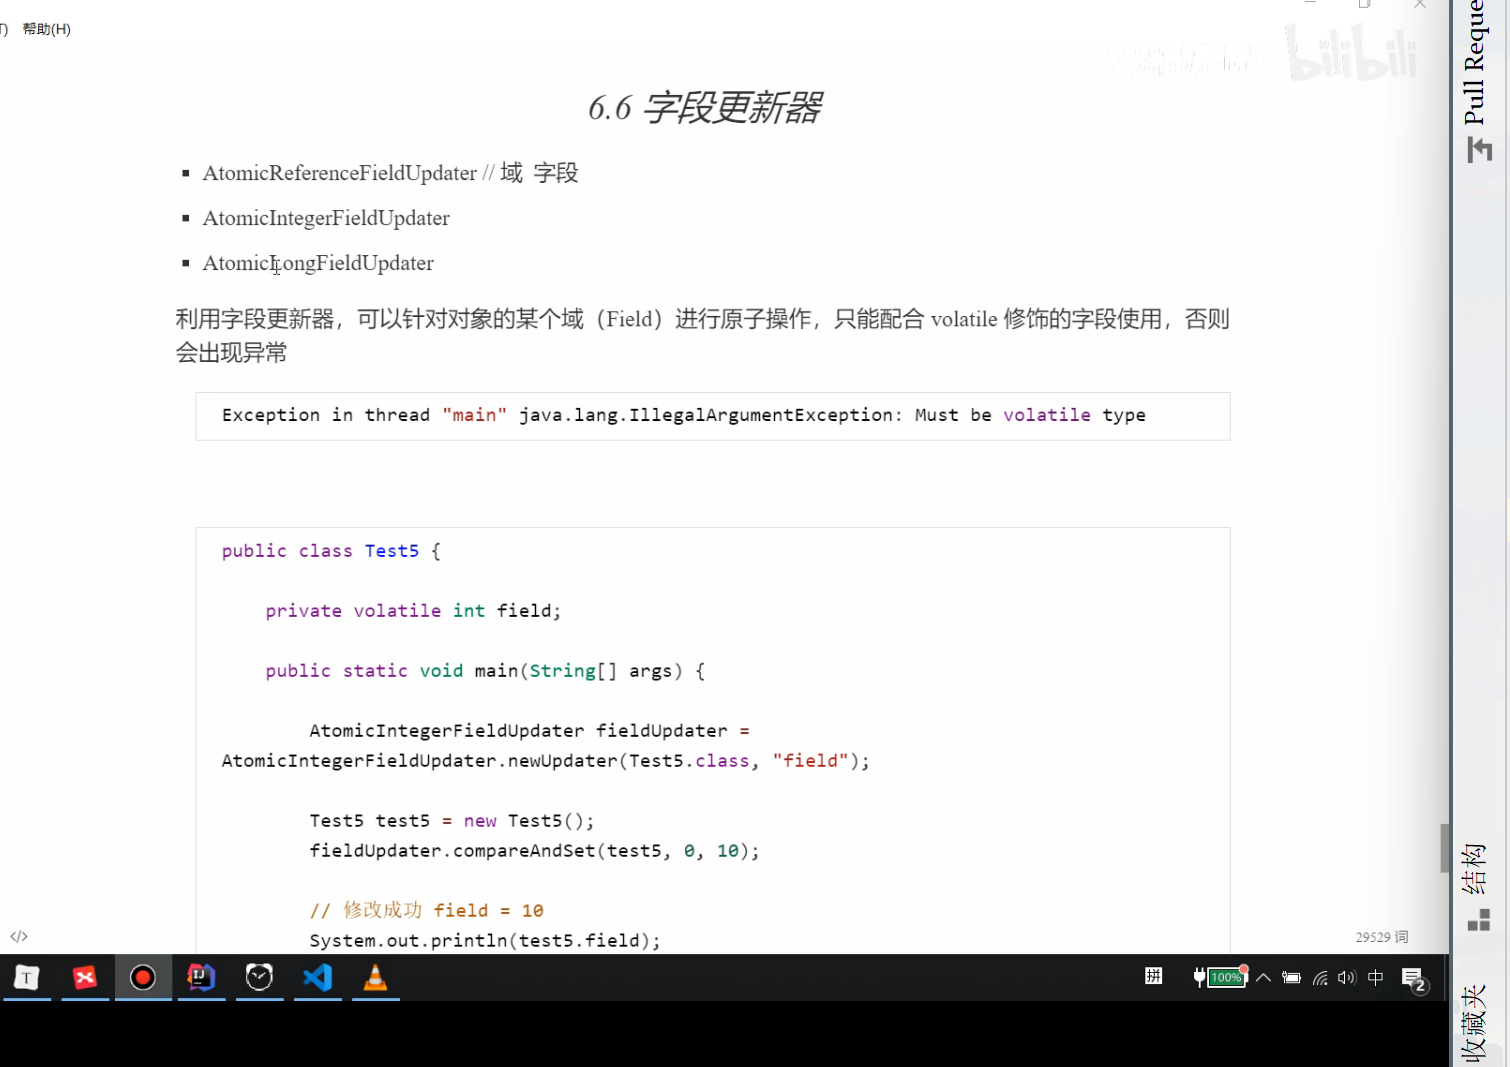 帮助(H)
bilibili
6.6 字段更新器
▪ AtomicReferenceFieldUpdater // 域 字段
▪ AtomicIntegerFieldUpdater
▪ AtomicLongFieldUpdater
利用字段更新器，可以针对对象的某个域（Field）进行原子操作，只能配合 volatile 修饰的字段使用，否则
会出现异常
Exception in thread "main" java.lang.IllegalArgumentException: Must be volatile type
public class Test5 {
private volatile int field;
public static void main(String[] args) {
AtomicIntegerFieldUpdater fieldUpdater =
AtomicIntegerFieldUpdater.newUpdater(Test5.class, "field");
Test5 test5 = new Test5();
fieldUpdater.compareAndSet(test5, 0, 10);
// 修改成功 field = 10
System.out.println(test5.field);
</>
29529 词
T
IJ
拼
100%
中
2
Pull Reque
结构
收藏夹